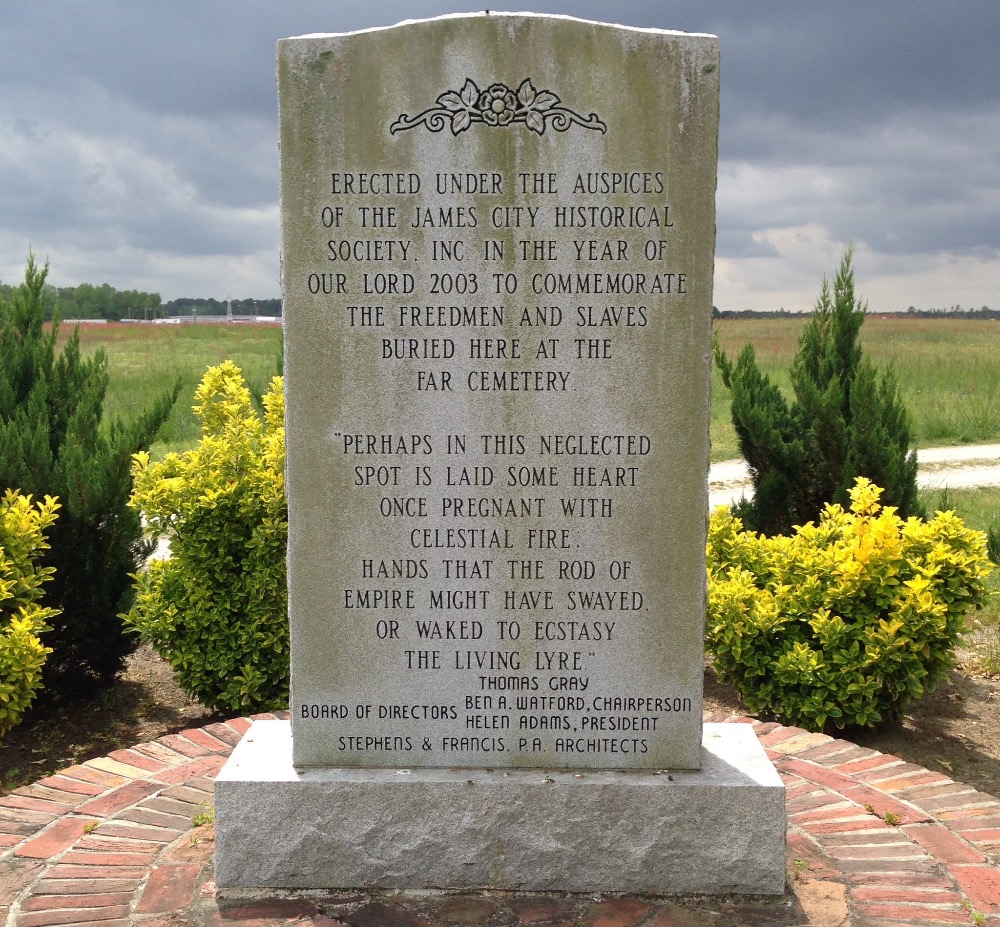 ERECTED UNDER THE AUSPICES
OF THE JAMES CITY HISTORICAL
SOCIETY, INC. IN THE YEAR OF
OUR LORD 2003 TO COMMEMORATE
THE FREEDMEN AND SLAVES
BURIED HERE AT THE
FAR CEMETERY.
"PERHAPS IN THIS NEGLECTED
SPOT IS LAID SOME HEART
ONCE PREGNANT WITH
CELESTIAL FIRE;
HANDS THAT THE ROD OF
EMPIRE MIGHT HAVE SWAYED,
OR WAKED TO ECSTASY
THE LIVING LYRE."
THOMAS GRAY
BOARD OF DIRECTORS BEN A. WATFORD, CHAIRPERSON
HELEN ADAMS, PRESIDENT
STEPHENS & FRANCIS, P.A. ARCHITECTS